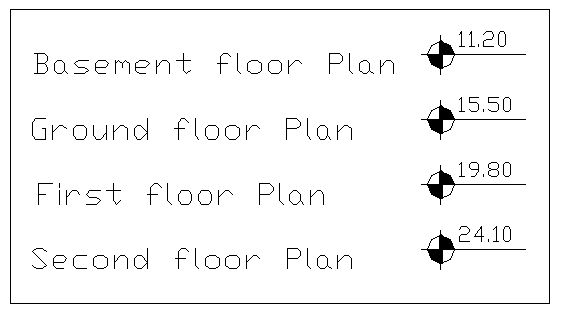 Basement floor Plan 11.20
Ground floor Plan 15.50
First floor Plan 19.80
Second floor Plan 24.10